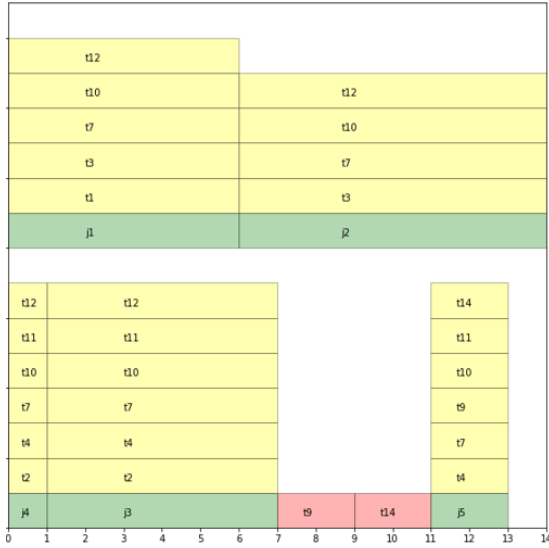 t12
t10 t12
t7 t10
t3 t7
t1 t3
j1 j2
t12 t12 t14
t11 t11 t11
t10 t10 t10
t7 t7 t9
t4 t4 t7
t2 t2 t4
j4 j3 t9 t14 j5
0 1 2 3 4 5 6 7 8 9 10 11 12 13 14